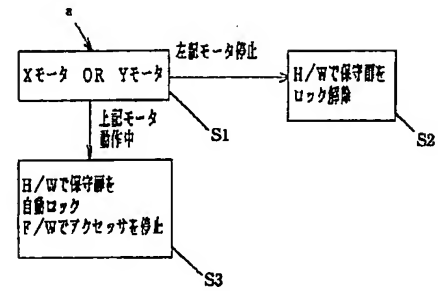 a
Xモータ OR Yモータ
左記モータ停止
H/Wで保守扉を
ロック解除
S1
S2
上記モータ
動作中
H/Wで保守扉を
自動ロック
F/Wでアクセッサを停止
S3